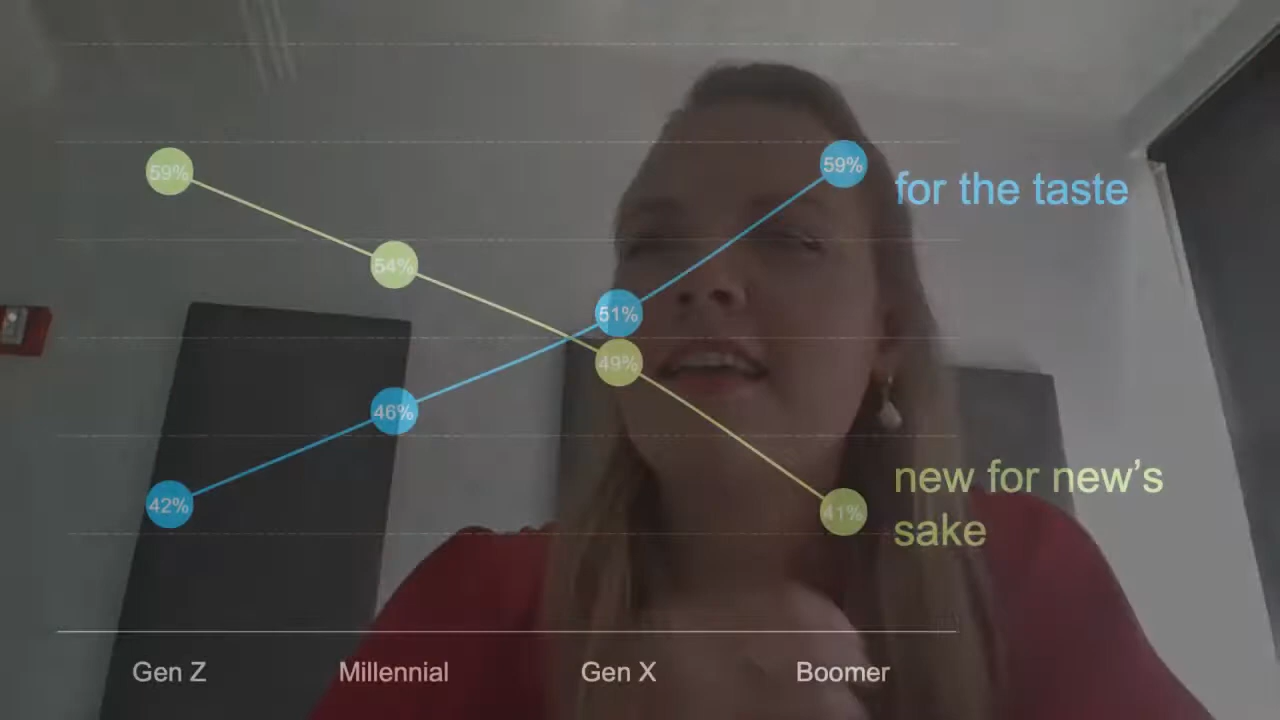 59%
59%
for the taste
54%
51%
49%
46%
new for new's
sake
42%
41%
Gen Z
Millennial
Gen X
Boomer